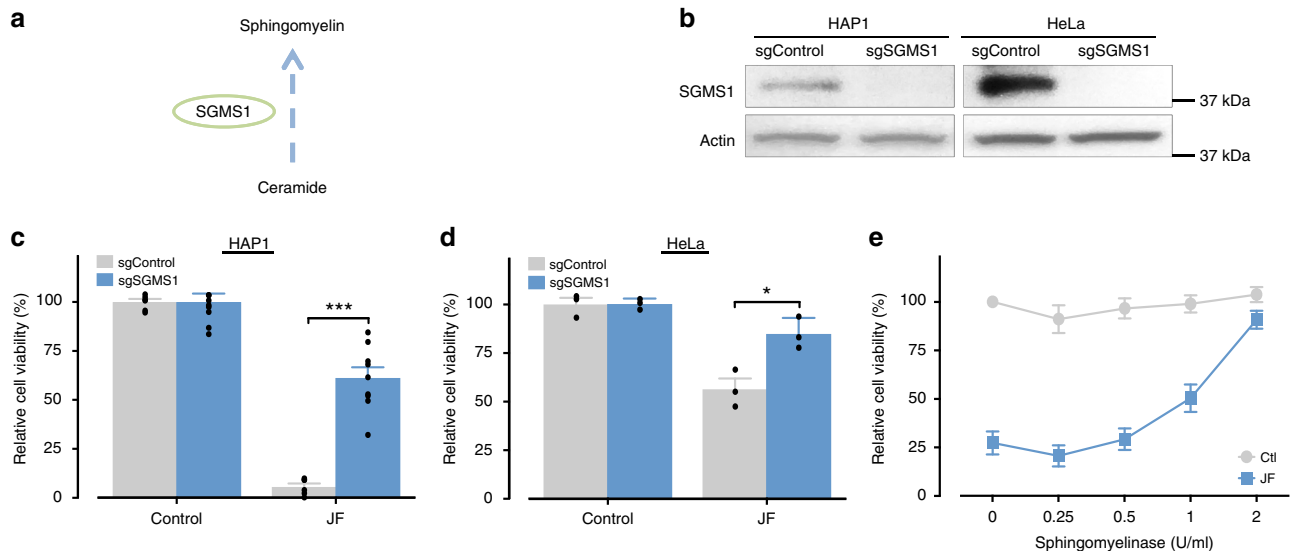 a
Sphingomyelin
SGMS1
Ceramide
b
HAP1 HeLa
sgControl sgSGMS1 sgControl sgSGMS1
SGMS1
37 kDa
Actin
37 kDa
c
HAP1
sgControl
sgSGMS1
***
Relative cell viability (%)
100
75
50
25
0
Control JF
d
HeLa
sgControl
sgSGMS1
*
Relative cell viability (%)
100
75
50
25
0
Control JF
e
Relative cell viability (%)
100
75
50
25
0
Ctl
JF
0 0.25 0.5 1 2
Sphingomyelinase (U/ml)